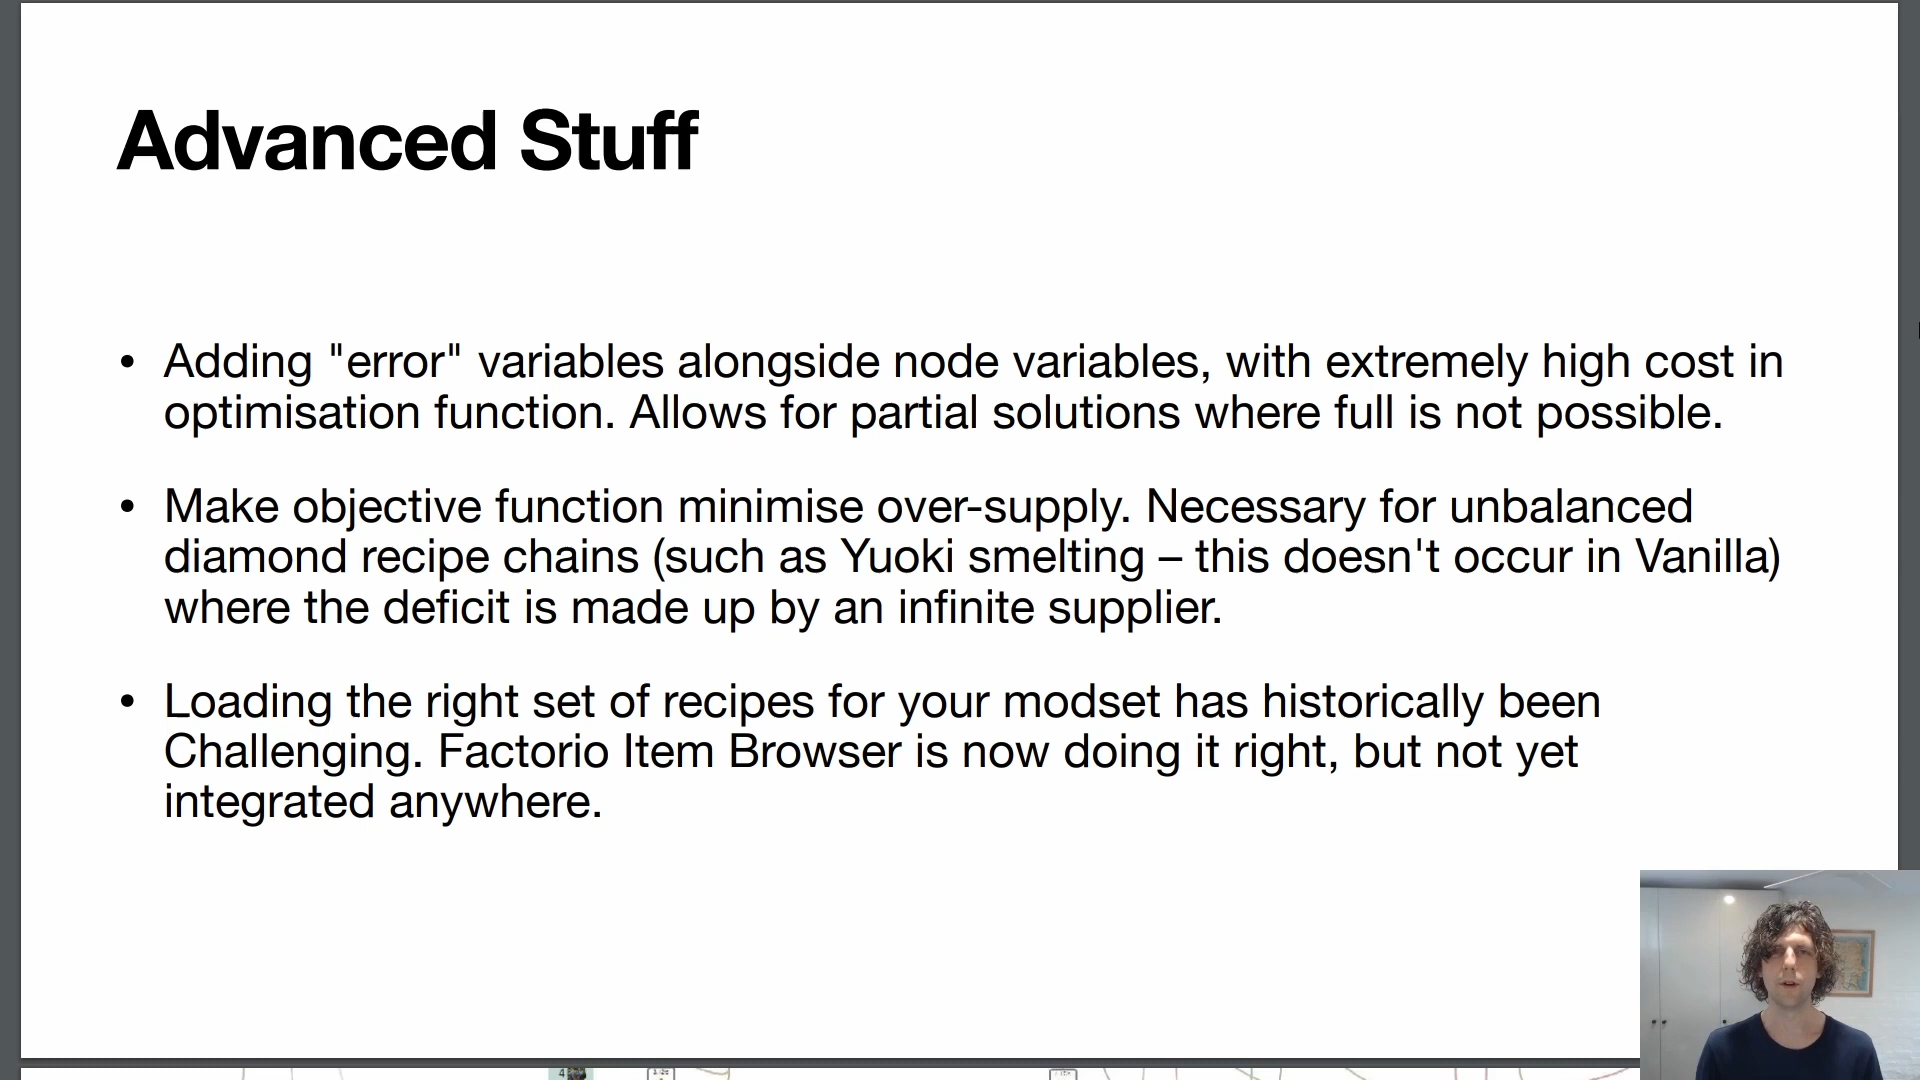 Advanced Stuff
• Adding "error" variables alongside node variables, with extremely high cost in
optimisation function. Allows for partial solutions where full is not possible.
• Make objective function minimise over-supply. Necessary for unbalanced
diamond recipe chains (such as Yuoki smelting – this doesn't occur in Vanilla)
where the deficit is made up by an infinite supplier.
• Loading the right set of recipes for your modset has historically been
Challenging. Factorio Item Browser is now doing it right, but not yet
integrated anywhere.
4